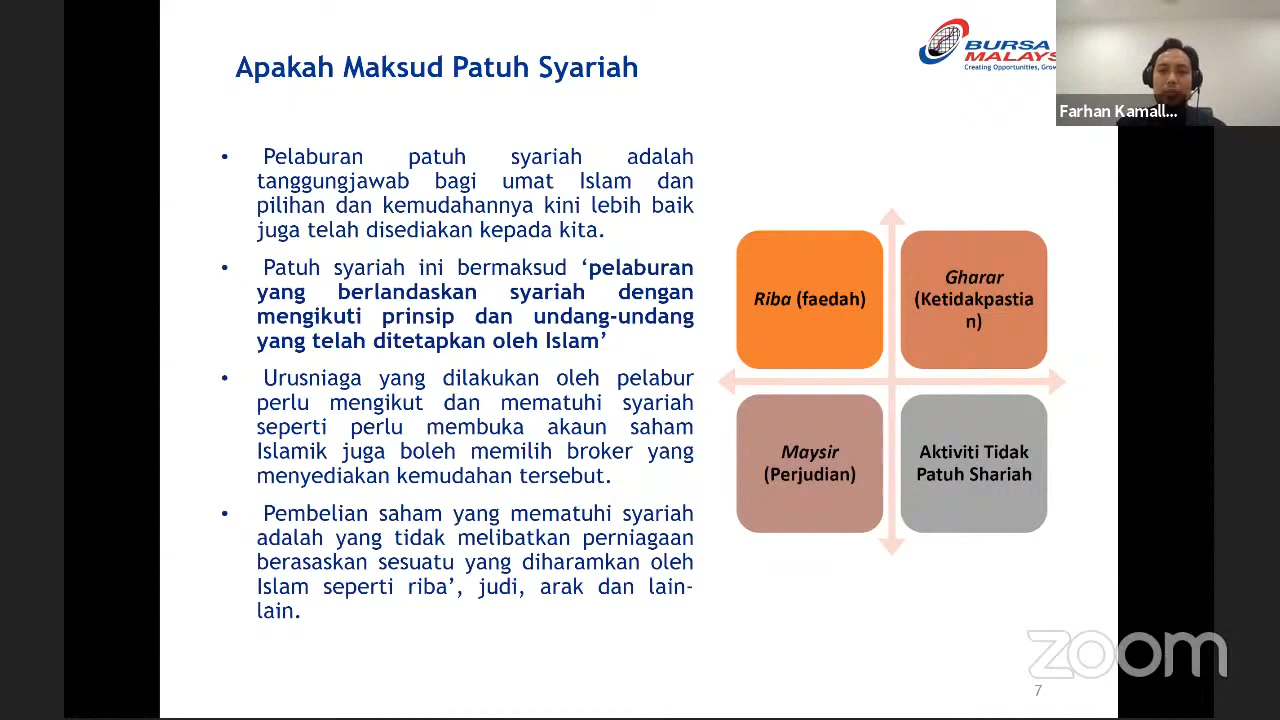 Apakah Maksud Patuh Syariah
BURSA
MALAYS
Creating Opportunities, Grow
Farhan Kamall...
• Pelaburan patuh syariah adalah
tanggungjawab bagi umat Islam dan
pilihan dan kemudahannya kini lebih baik
juga telah disediakan kepada kita.
• Patuh syariah ini bermaksud ‘pelaburan
yang berlandaskan syariah dengan
mengikuti prinsip dan undang-undang
yang telah ditetapkan oleh Islam’
• Urusniaga yang dilakukan oleh pelabur
perlu mengikut dan mematuhi syariah
seperti perlu membuka akaun saham
Islamik juga boleh memilih broker yang
menyediakan kemudahan tersebut.
• Pembelian saham yang mematuhi syariah
adalah yang tidak melibatkan perniagaan
berasaskan sesuatu yang diharamkan oleh
Islam seperti riba’, judi, arak dan lain-
lain.
Riba (faedah)
Gharar
(Ketidakpastia
n)
Maysir
(Perjudian)
Aktiviti Tidak
Patuh Shariah
zoom
7